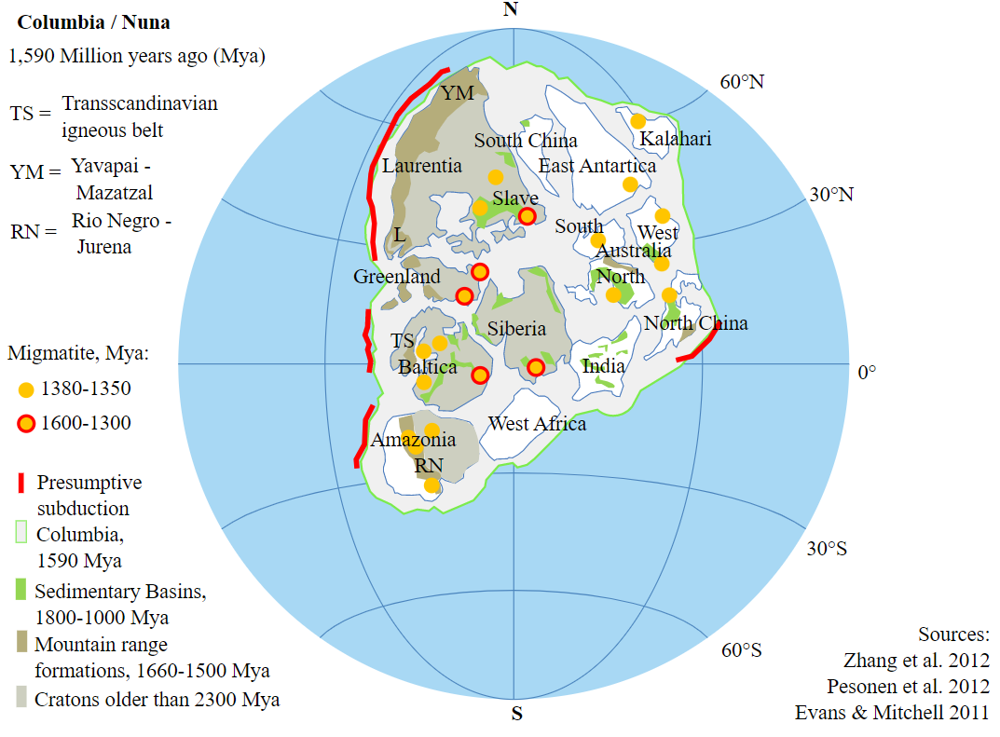 Columbia / Nuna
1,590 Million years ago (Mya)
TS = Transscandinavian
igneous belt
YM = Yavapai -
Mazatzal
RN = Rio Negro -
Jurena
Migmatite, Mya:
1380-1350
1600-1300
Presumptive
subduction
Columbia,
1590 Mya
Sedimentary Basins,
1800-1000 Mya
Mountain range
formations, 1660-1500 Mya
Cratons older than 2300 Mya
N
60°N
30°N
0°
30°S
60°S
S
YM
South China
Kalahari
Laurentia
East Antartica
Slave
L
South
West
Australia
Greenland
North
Siberia
North China
TS
Baltica
India
West Africa
Amazonia
RN
Sources:
Zhang et al. 2012
Pesonen et al. 2012
Evans & Mitchell 2011